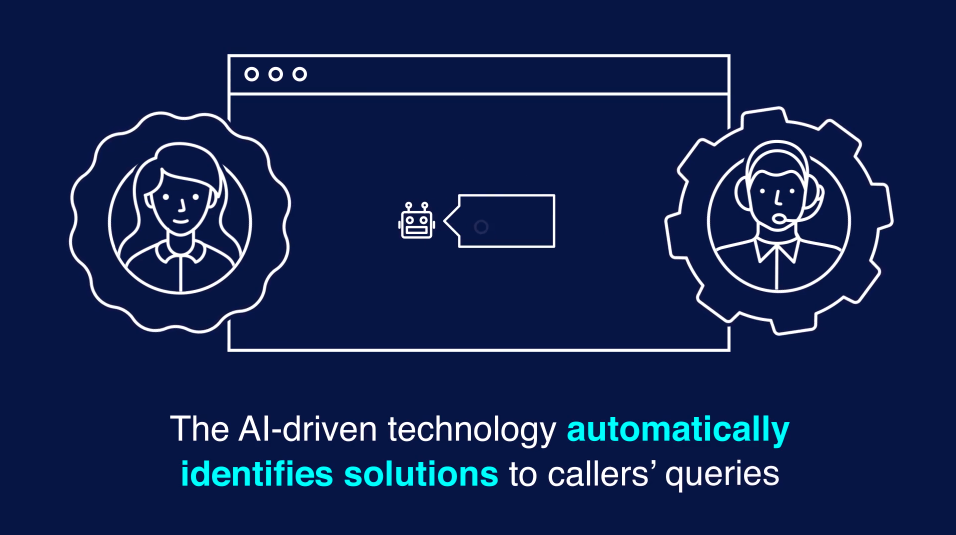 The AI-driven technology automatically
identifies solutions to callers’ queries